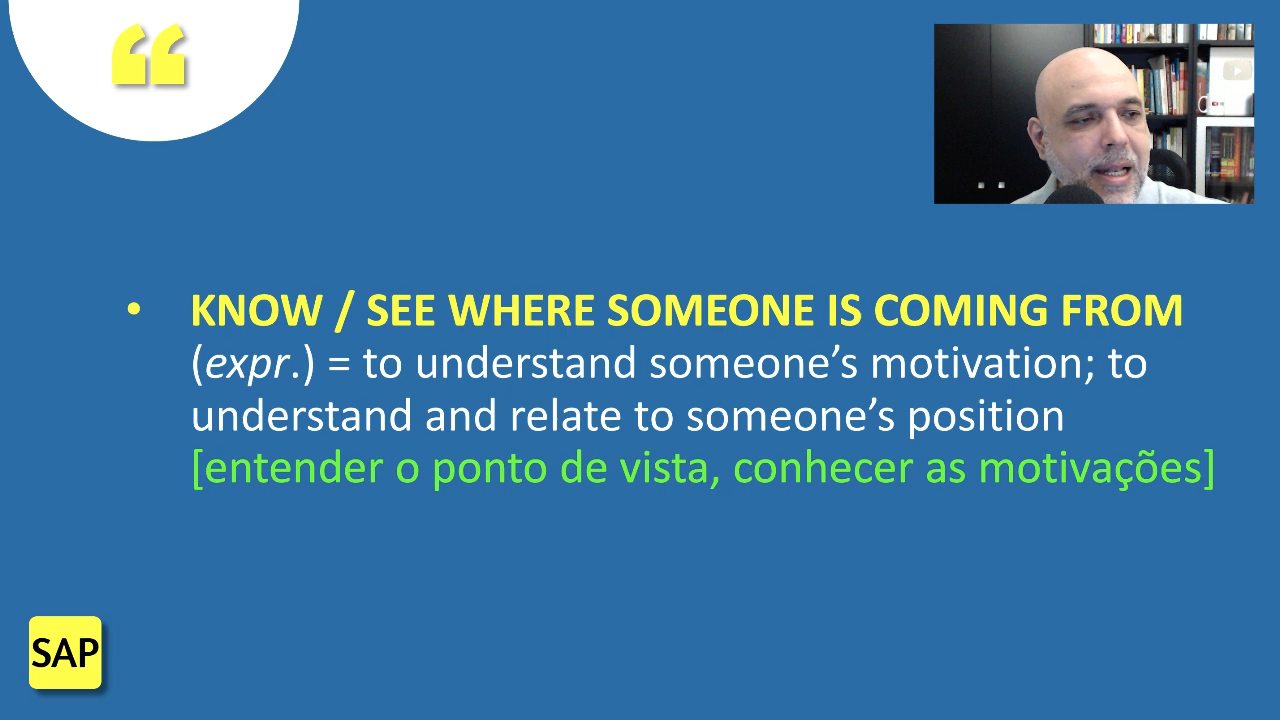 “
• KNOW / SEE WHERE SOMEONE IS COMING FROM
(expr.) = to understand someone’s motivation; to
understand and relate to someone’s position
[entender o ponto de vista, conhecer as motivações]
SAP